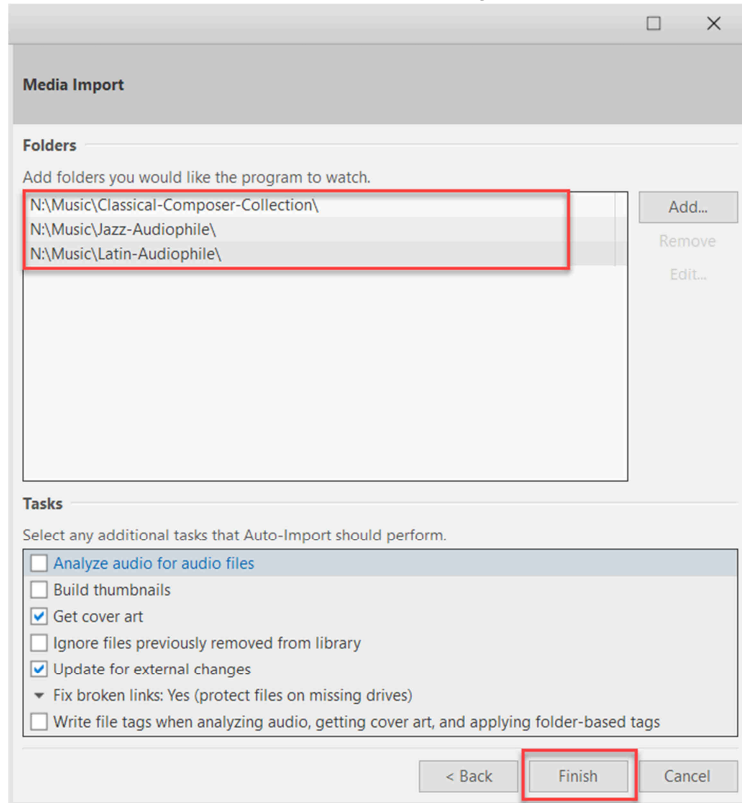 Media Import
Folders
Add folders you would like the program to watch.
N:\Music\Classical-Composer-Collection\
Add...
N:\Music\Jazz-Audiophile\
Remove
N:\Music\Latin-Audiophile\
Edit...
Tasks
Select any additional tasks that Auto-Import should perform.
Analyze audio for audio files
Build thumbnails
Get cover art
Ignore files previously removed from library
Update for external changes
Fix broken links: Yes (protect files on missing drives)
Write file tags when analyzing audio, getting cover art, and applying folder-based tags
< Back Finish Cancel